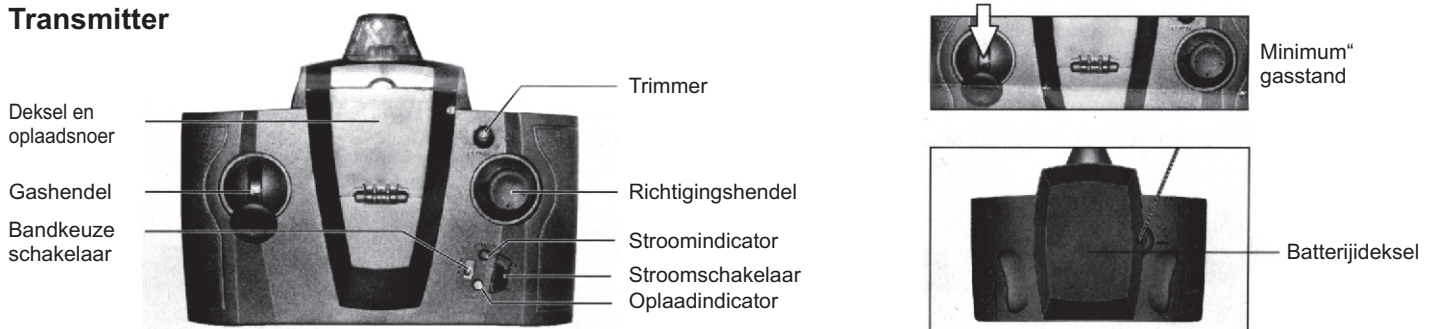 Transmitter
Deksel en
oplaadsnoer
Gashendel
Bandkeuze
schakelaar
Trimmer
Richtigingshendel
Stroomindicator
Stroomschakelaar
Oplaadindicator
Minimum“
gasstand
Batterijideksel